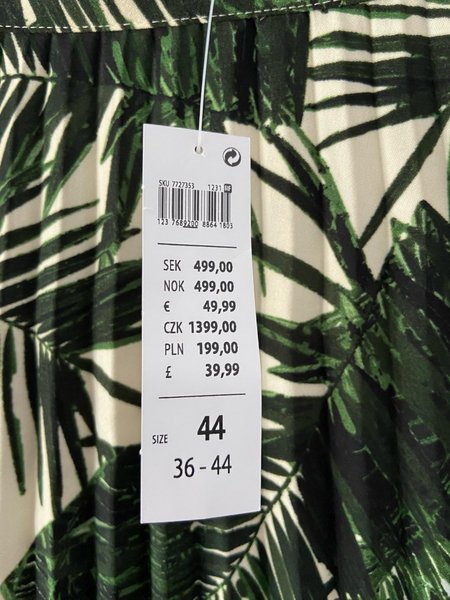 SKU 7727353 1231 RF
123 7689200 8864 1803
SEK 499,00
NOK 499,00
€ 49,99
CZK 1399,00
PLN 199,00
£ 39,99
SIZE 44
36 - 44